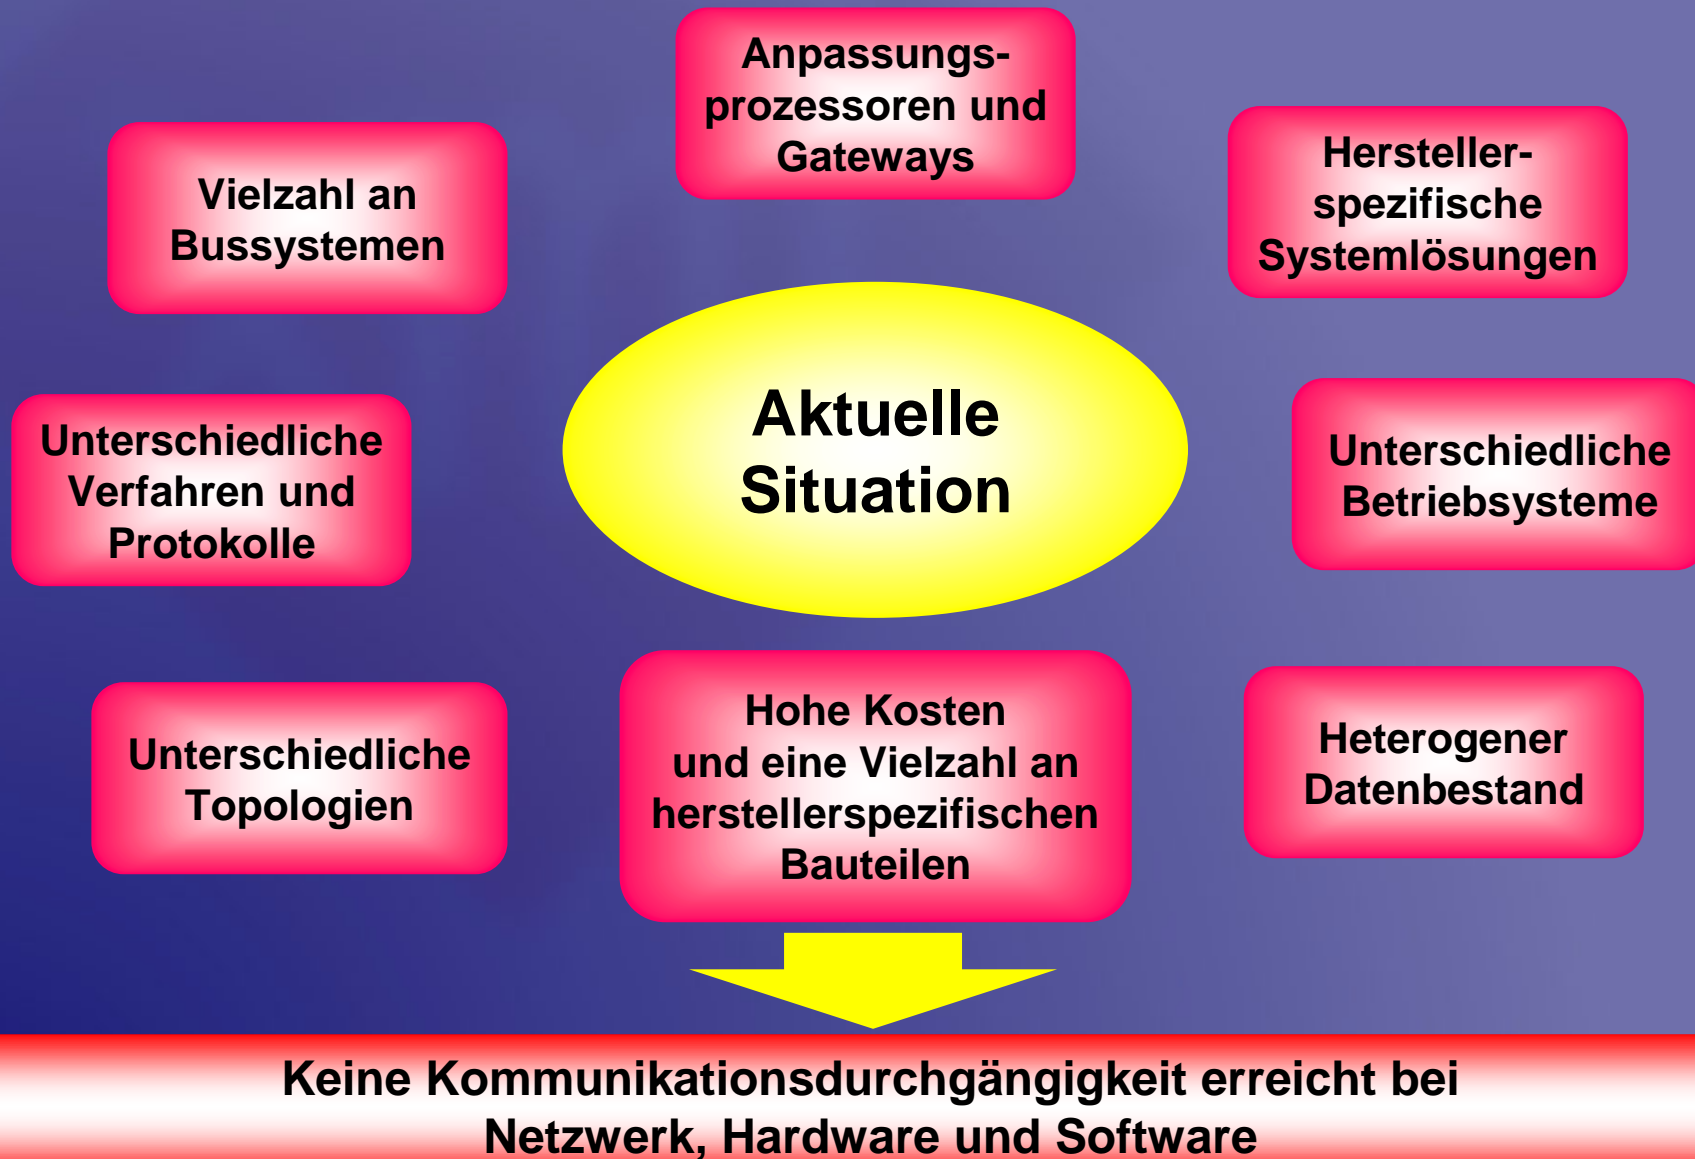 Anpassungs-
prozessoren und
Gateways
Vielzahl an
Bussystemen
Hersteller-
spezifische
Systemlösungen
Aktuelle
Situation
Unterschiedliche
Verfahren und
Protokolle
Unterschiedliche
Betriebsysteme
Unterschiedliche
Topologien
Hohe Kosten
und eine Vielzahl an
herstellerspezifischen
Bauteilen
Heterogener
Datenbestand
Keine Kommunikationsdurchgängigkeit erreicht bei
Netzwerk, Hardware und Software